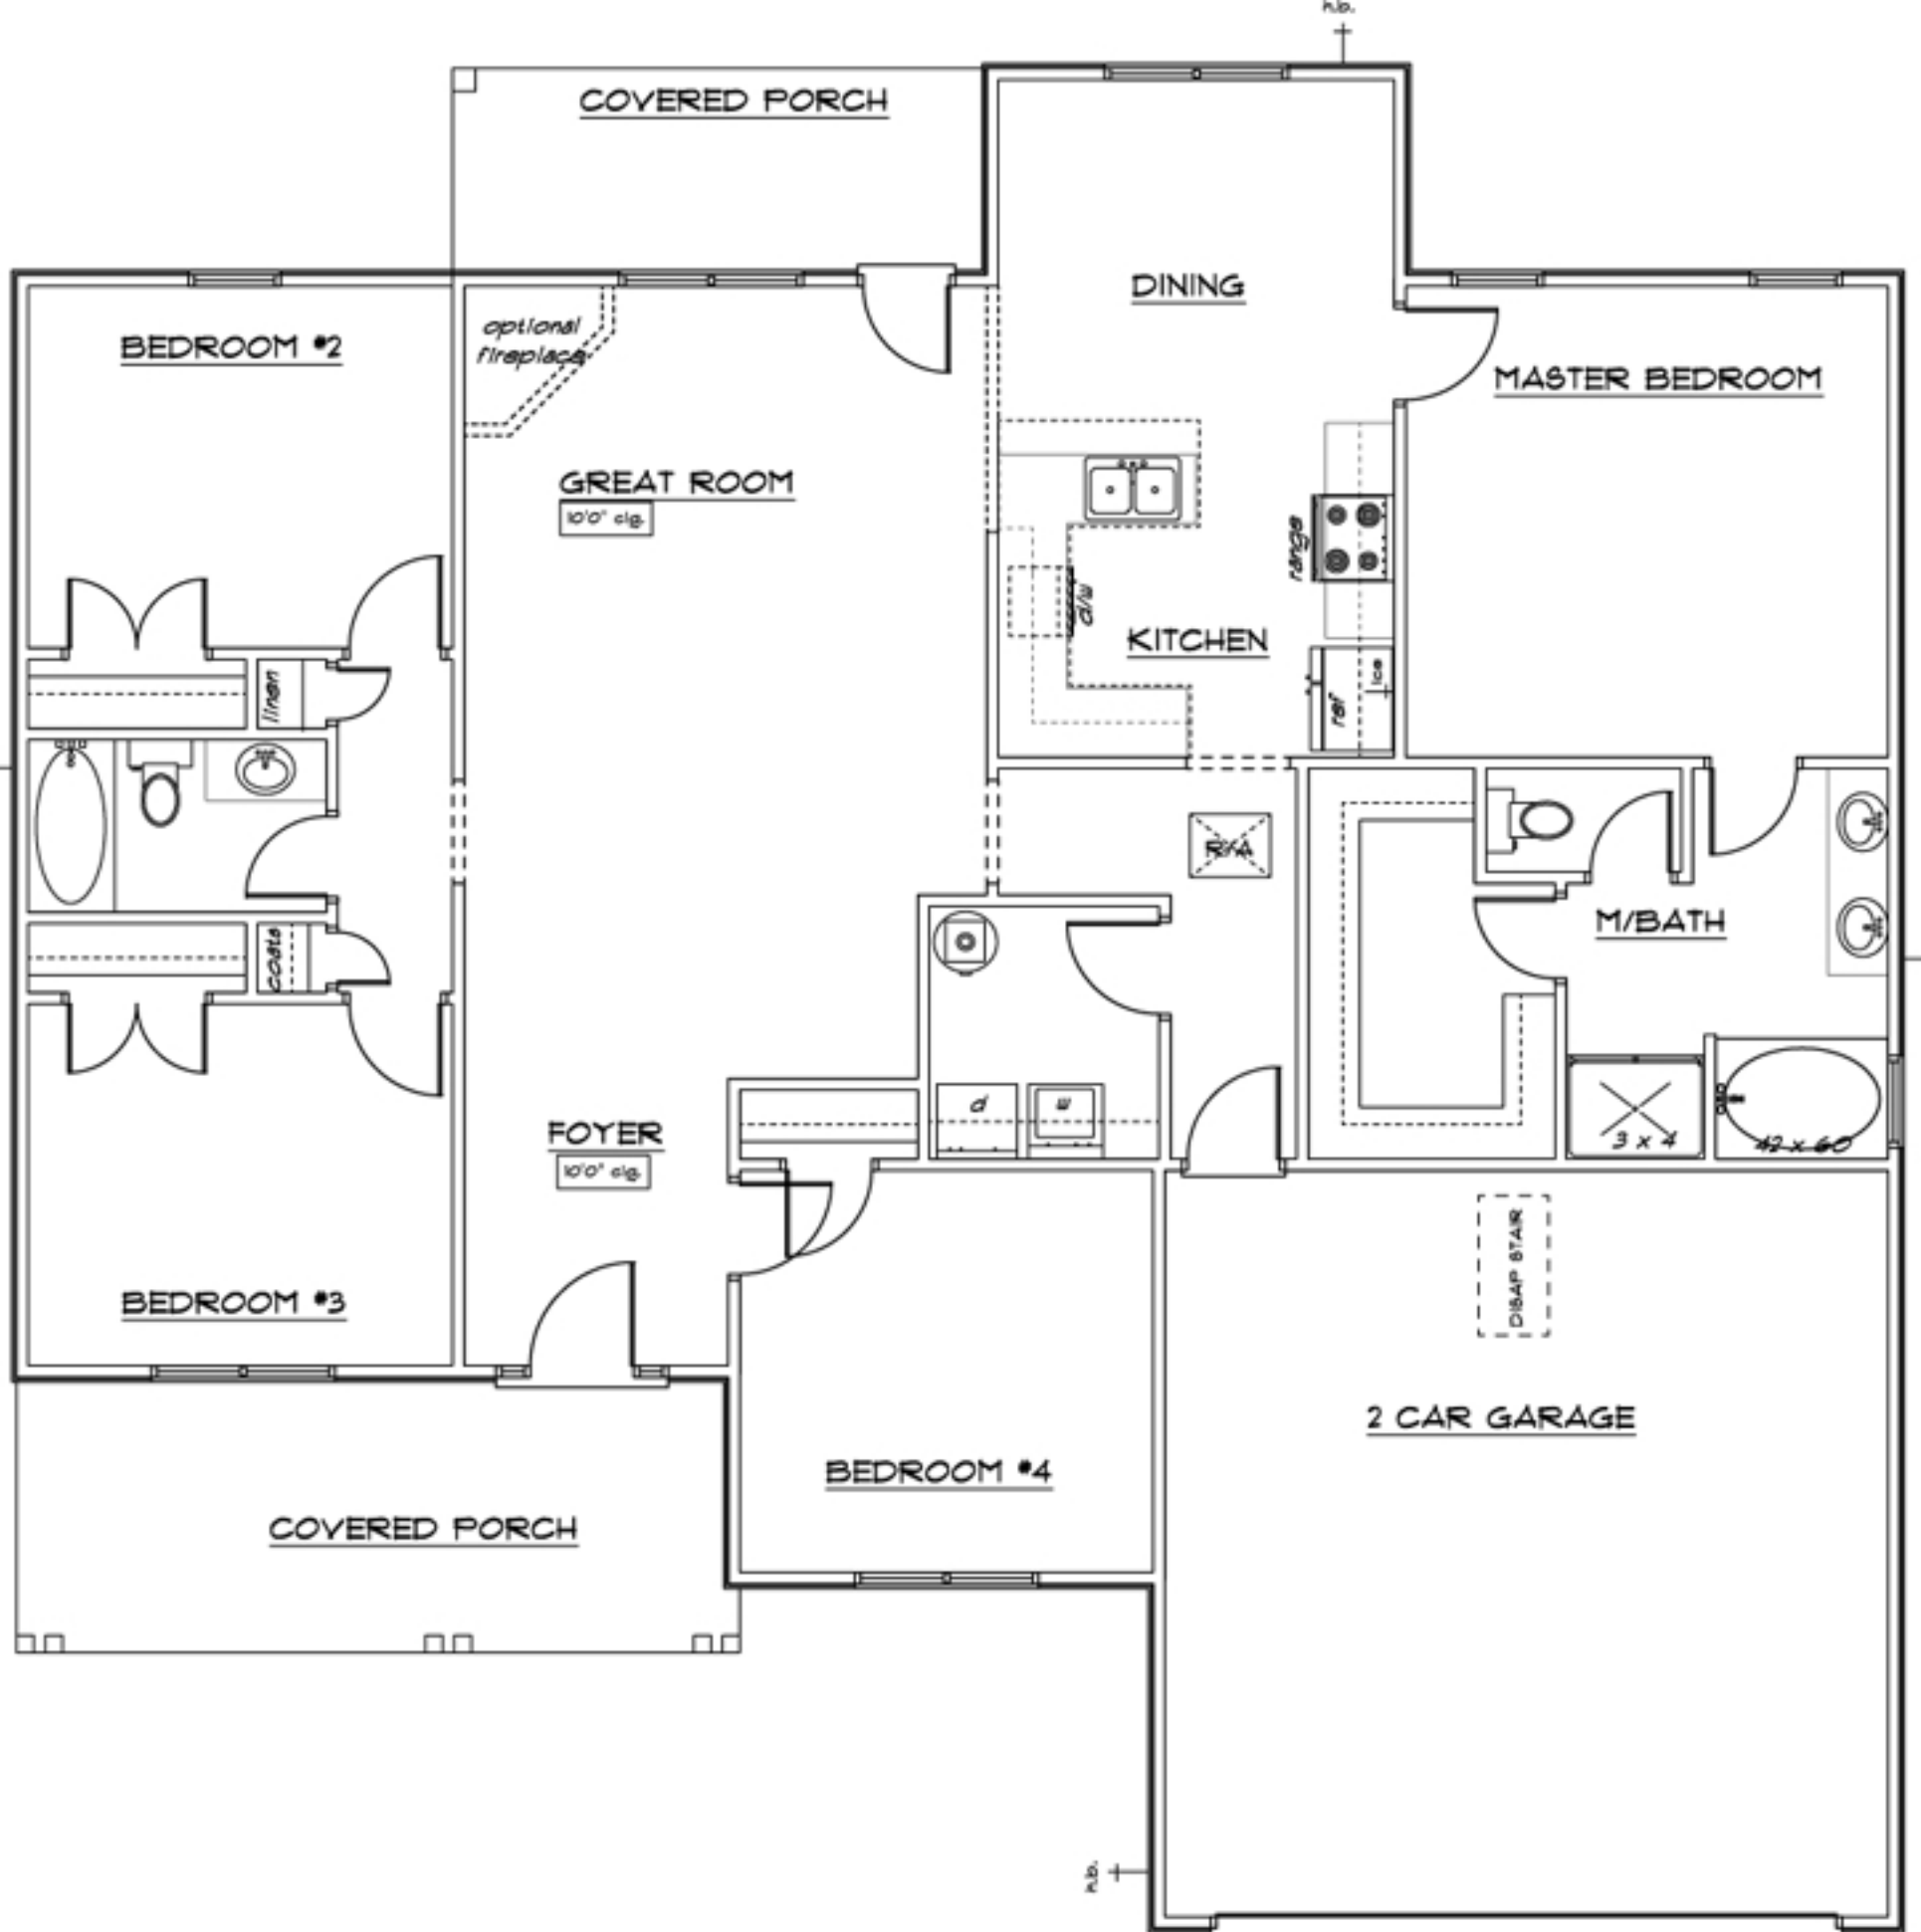 h.b.
COVERED PORCH
DINING
BEDROOM #2
optional
fireplace
MASTER BEDROOM
GREAT ROOM
10'0" clg.
range
d/w
KITCHEN
ice
ref
linen
R/A
M/BATH
coats
d
w
FOYER
10'0" clg.
3 x 4
42 x 60
DISAP STAIR
BEDROOM #3
2 CAR GARAGE
BEDROOM #4
COVERED PORCH
h.b.